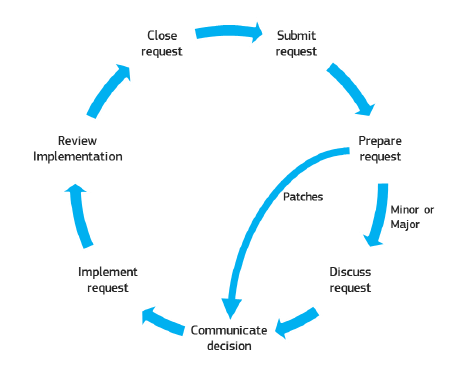 Close
request
Submit
request
Prepare
request
Patches
Minor or
Major
Discuss
request
Communicate
decision
Implement
request
Review
Implementation